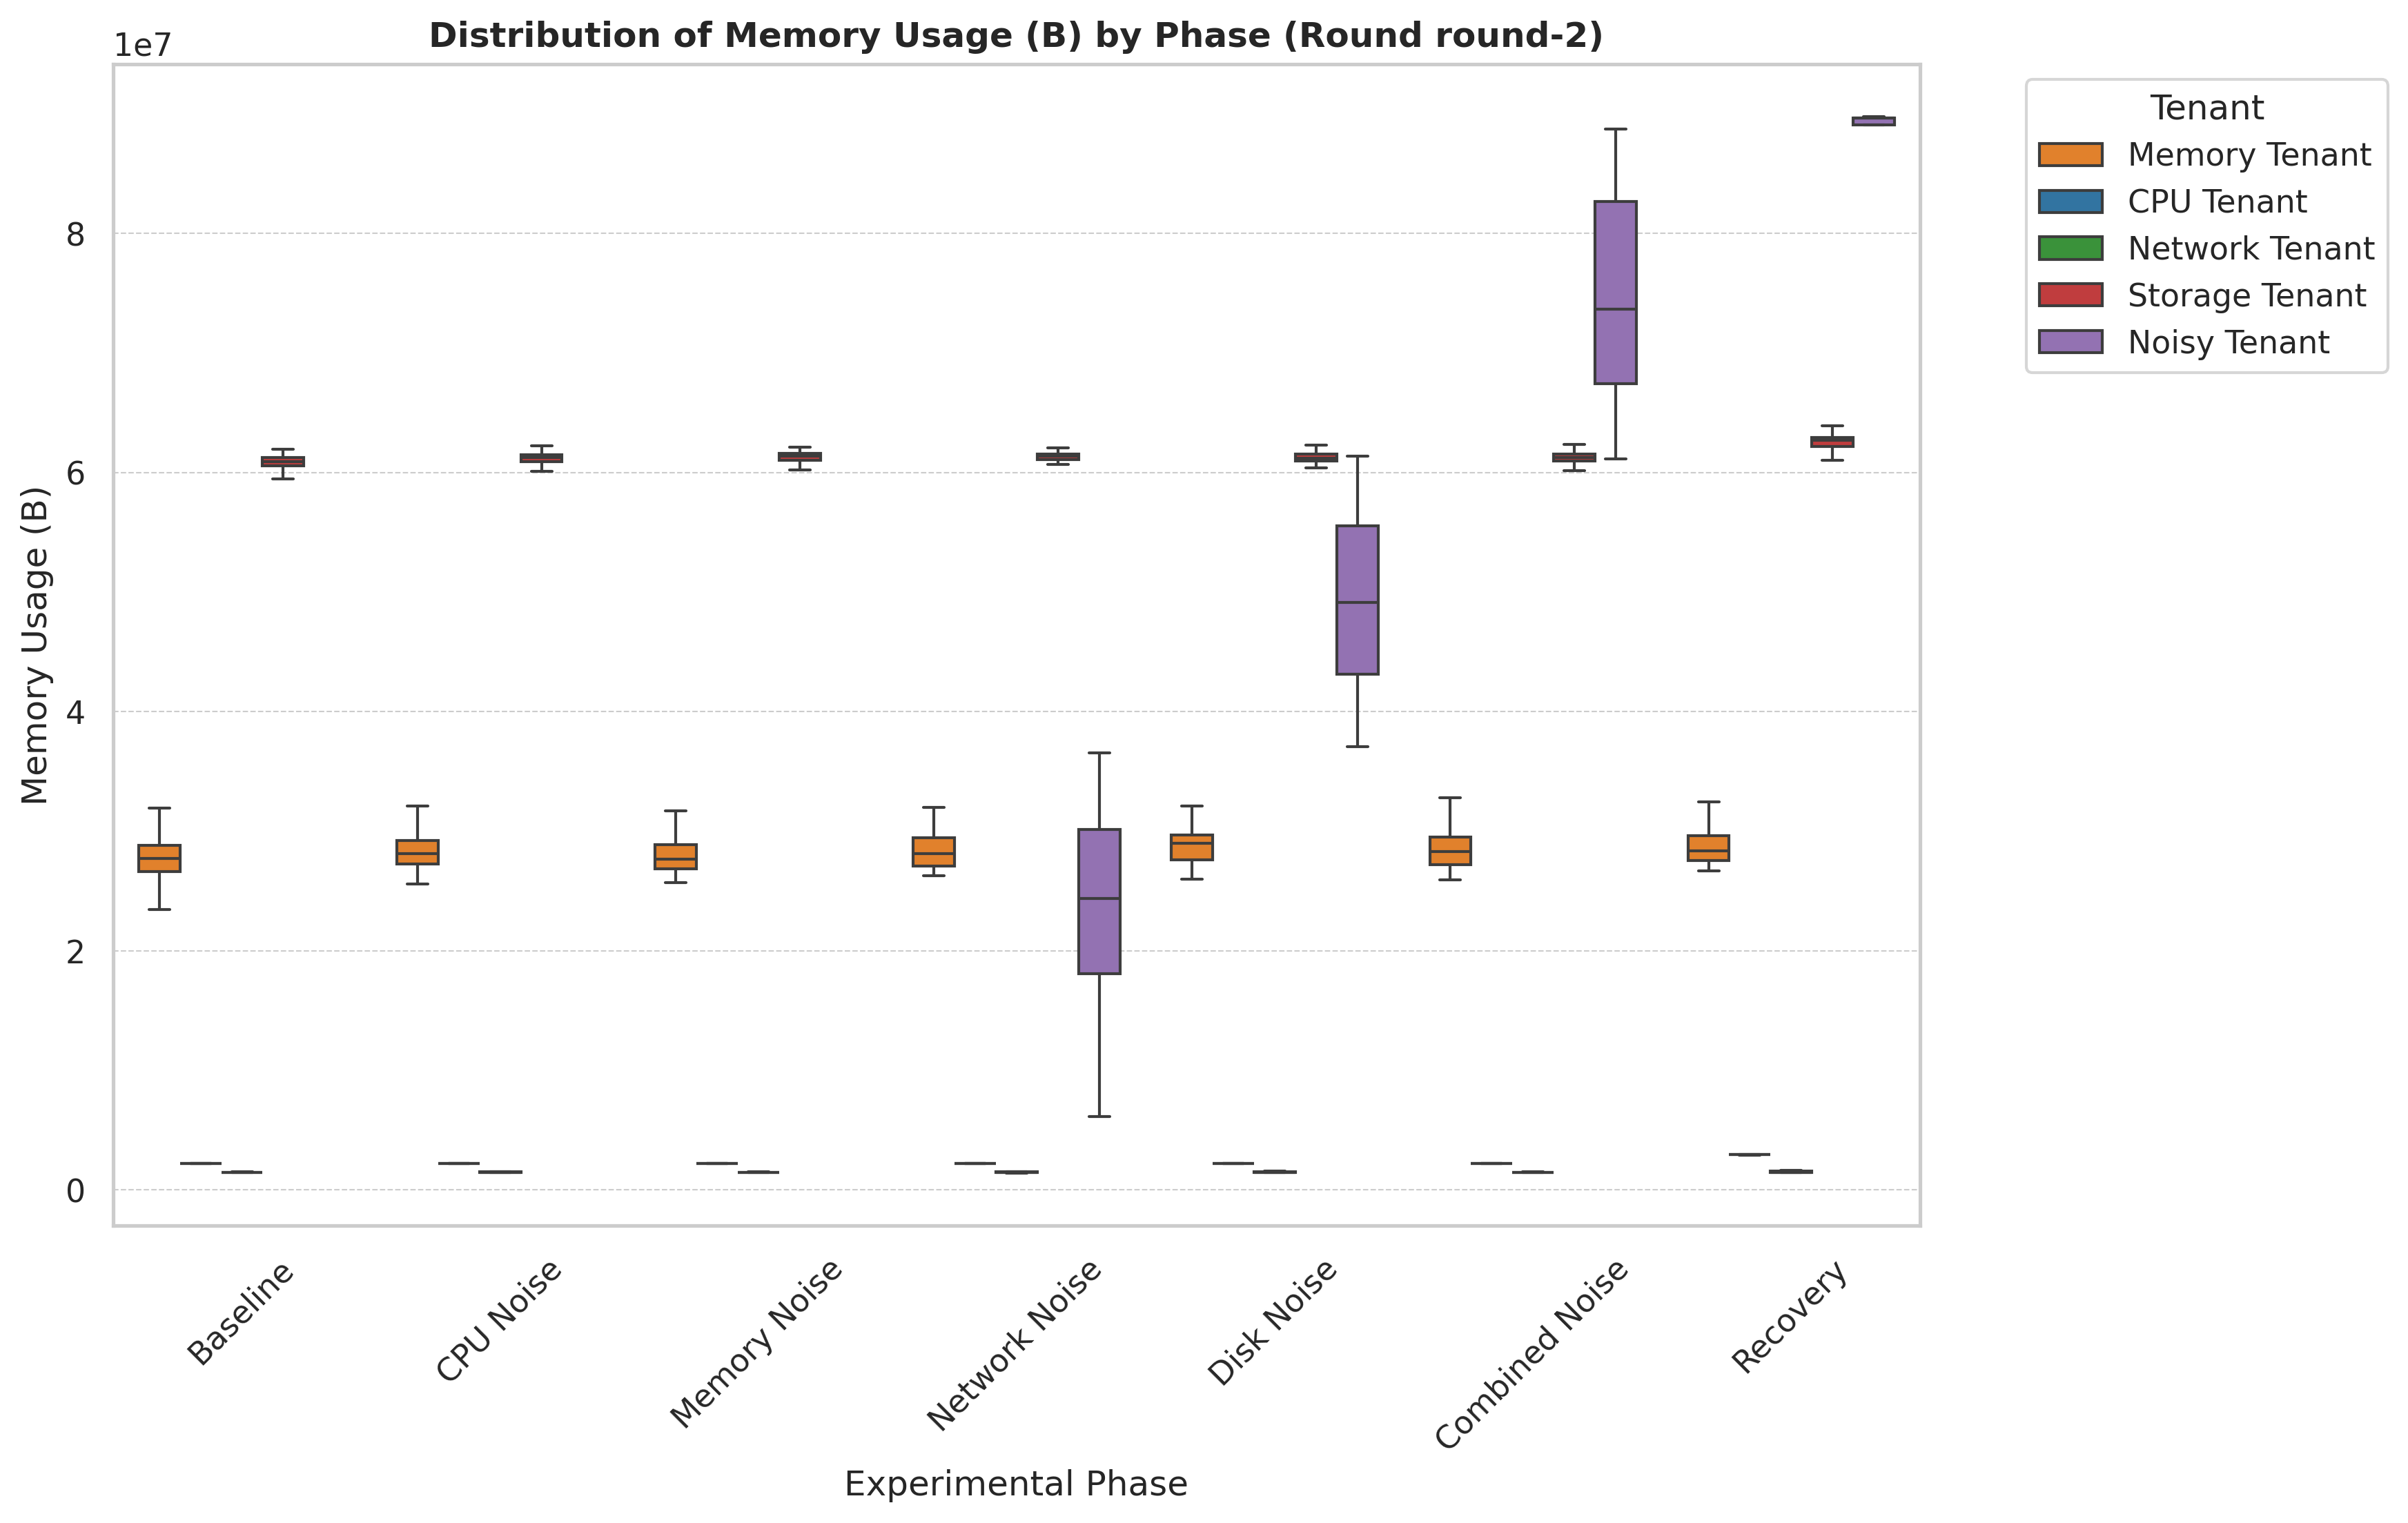 Distribution of Memory Usage (B) by Phase (Round round-2)
1e7
8
6
4
2
0
Memory Usage (B)
Baseline
CPU Noise
Memory Noise
Network Noise
Disk Noise
Combined Noise
Recovery
Experimental Phase
Tenant
Memory Tenant
CPU Tenant
Network Tenant
Storage Tenant
Noisy Tenant